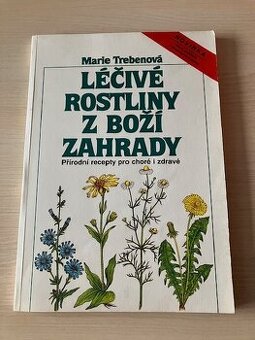 Marie Trebenová
LÉČIVÉ
ROSTLINY
Z BOŽÍ
ZAHRADY
Přírodní recepty pro choré i zdravé